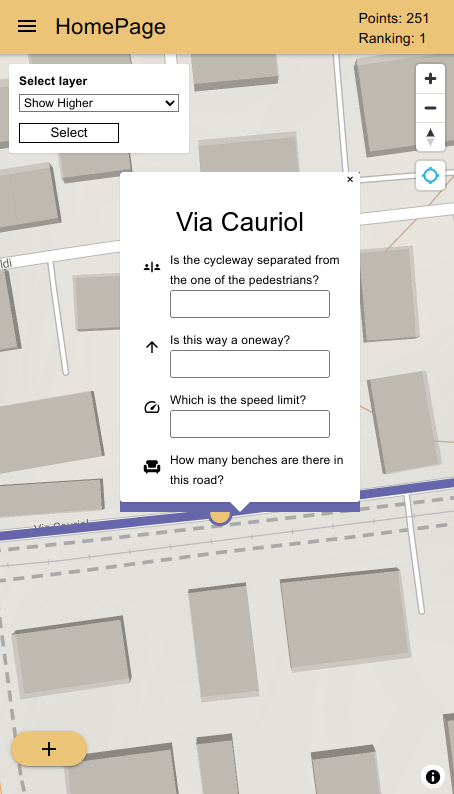 HomePage
Points: 251
Ranking: 1
Select layer
Show Higher
Select
ldi
×
Via Cauriol
Is the cycleway separated from
the one of the pedestrians?
Is this way a oneway?
Which is the speed limit?
How many benches are there in
this road?
Via Cauriol